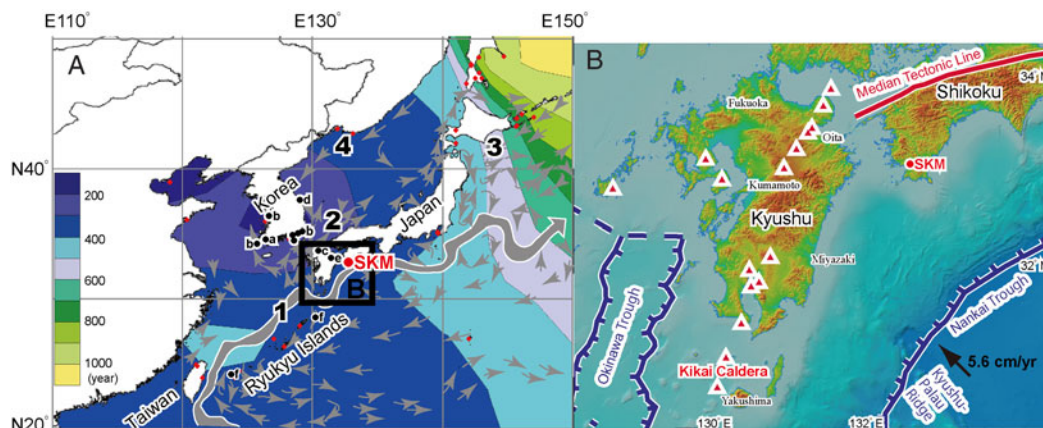 E110°
E130°
E150°
A
N40°
N20°
200
400
600
800
1000
(year)
Korea
Japan
Taiwan
Ryukyu Islands
1
2
3
4
d
b
b
a
b
c
e
f
f
SKM
B
B
Median Tectonic Line
34° N
Shikoku
Fukuoka
Oita
SKM
Kumamoto
Kyushu
Miyazaki
32° N
Nankai Trough
Okinawa Trough
5.6 cm/yr
Kikai Caldera
Kyushu-
Palau
Ridge
Yakushima
130° E
132° E